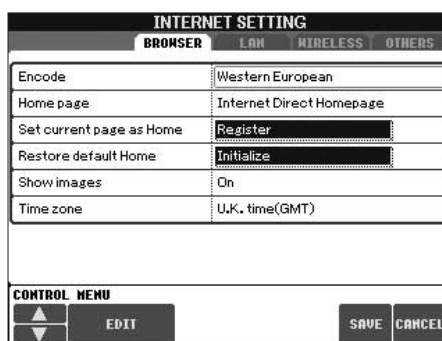 INTERNET SETTING
BROWSER LAN WIRELESS OTHERS
Encode Western European
Home page Internet Direct Homepage
Set current page as Home Register
Restore default Home Initialize
Show images On
Time zone U.K. time(GMT)
CONTROL MENU
EDIT SAVE CANCEL